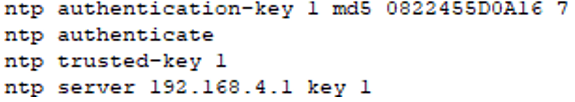 ntp authentication-key 1 md5 0822455D0A16 7
ntp authenticate
ntp trusted-key 1
ntp server 192.168.4.1 key 1